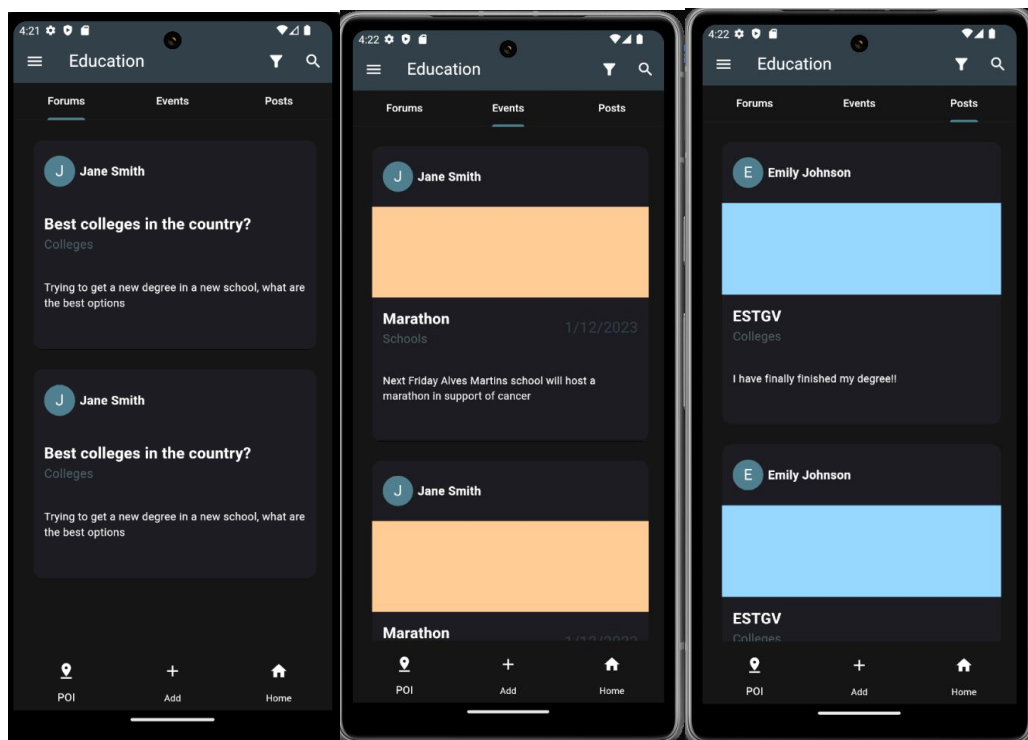 4:21
Education
Forums Events Posts
J Jane Smith
Best colleges in the country?
Colleges
Trying to get a new degree in a new school, what are
the best options
J Jane Smith
Best colleges in the country?
Colleges
Trying to get a new degree in a new school, what are
the best options
POI Add Home
4:22
Education
Forums Events Posts
J Jane Smith
Marathon
1/12/2023
Schools
Next Friday Alves Martins school will host a
marathon in support of cancer
J Jane Smith
Marathon
1/12/2023
POI Add Home
4:22
Education
Forums Events Posts
E Emily Johnson
ESTGV
Colleges
I have finally finished my degree!!
E Emily Johnson
ESTGV
Colleges
POI Add Home